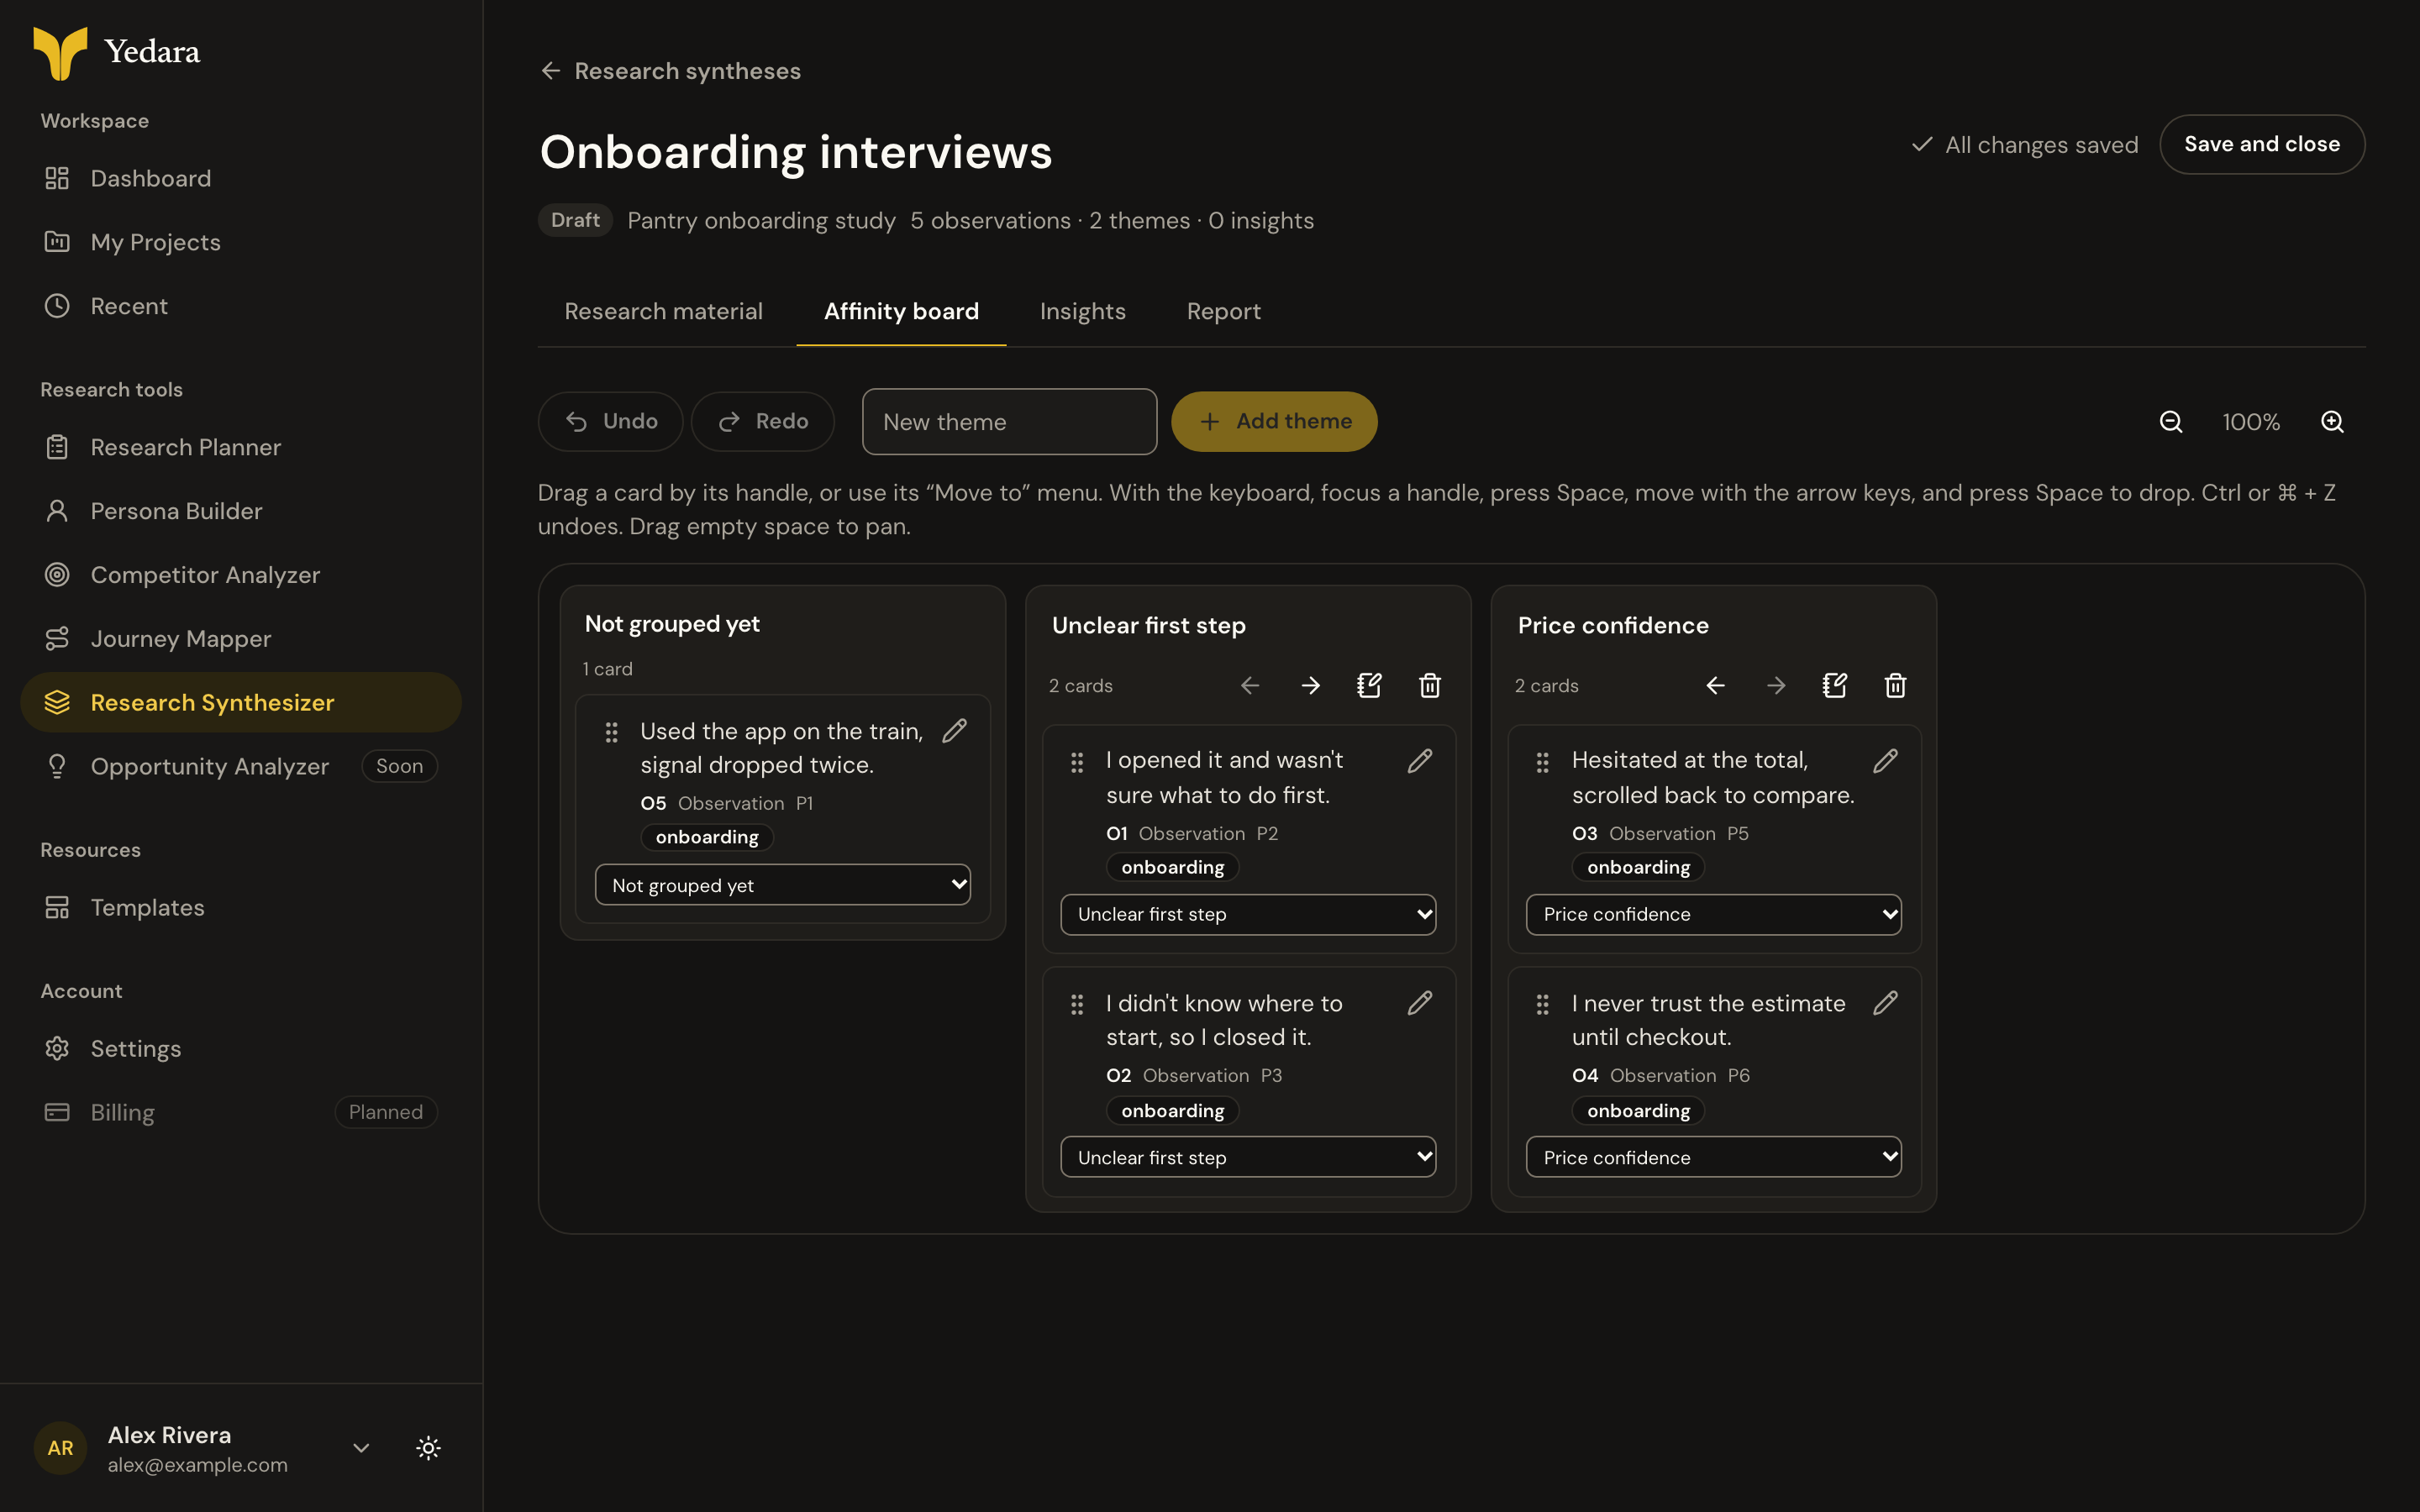 Yedara
Workspace
Dashboard
My Projects
Recent
Research tools
Research Planner
Persona Builder
Competitor Analyzer
Journey Mapper
Research Synthesizer
Opportunity Analyzer Soon
Resources
Templates
Account
Settings
Billing Planned
AR
Alex Rivera
alex@example.com
Research syntheses
Onboarding interviews
All changes saved
Save and close
Draft Pantry onboarding study 5 observations · 2 themes · 0 insights
Research material Affinity board Insights Report
Undo Redo New theme Add theme 100%
Drag a card by its handle, or use its “Move to” menu. With the keyboard, focus a handle, press Space, move with the arrow keys, and press Space to drop. Ctrl or ⌘ + Z
undoes. Drag empty space to pan.
Not grouped yet
1 card
Used the app on the train,
signal dropped twice.
O5 Observation P1
onboarding
Not grouped yet
Unclear first step
2 cards
I opened it and wasn't
sure what to do first.
O1 Observation P2
onboarding
Unclear first step
I didn't know where to
start, so I closed it.
O2 Observation P3
onboarding
Unclear first step
Price confidence
2 cards
Hesitated at the total,
scrolled back to compare.
O3 Observation P5
onboarding
Price confidence
I never trust the estimate
until checkout.
O4 Observation P6
onboarding
Price confidence